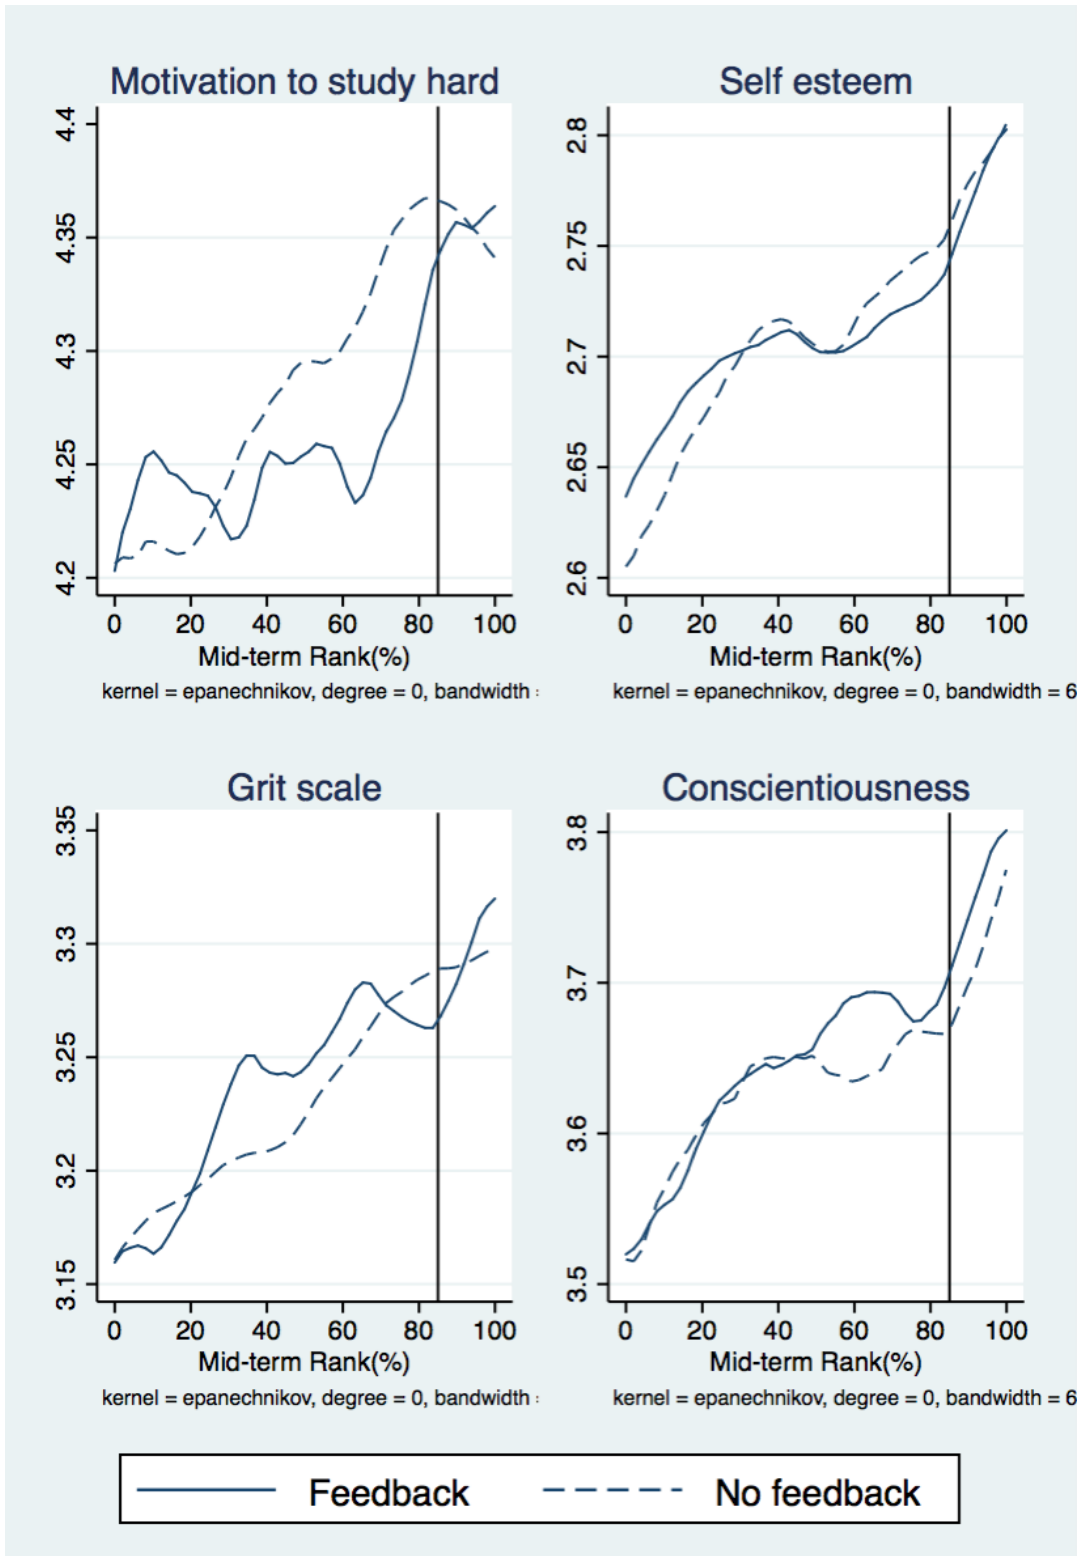 Motivation to study hard
4.4
4.35
4.3
4.25
4.2
0 20 40 60 80 100
Mid-term Rank(%)
kernel = epanechnikov, degree = 0, bandwidth :
Self esteem
2.8
2.75
2.7
2.65
2.6
0 20 40 60 80 100
Mid-term Rank(%)
kernel = epanechnikov, degree = 0, bandwidth = 6
Grit scale
3.35
3.3
3.25
3.2
3.15
0 20 40 60 80 100
Mid-term Rank(%)
kernel = epanechnikov, degree = 0, bandwidth :
Conscientiousness
3.8
3.7
3.6
3.5
0 20 40 60 80 100
Mid-term Rank(%)
kernel = epanechnikov, degree = 0, bandwidth = 6
Feedback No feedback